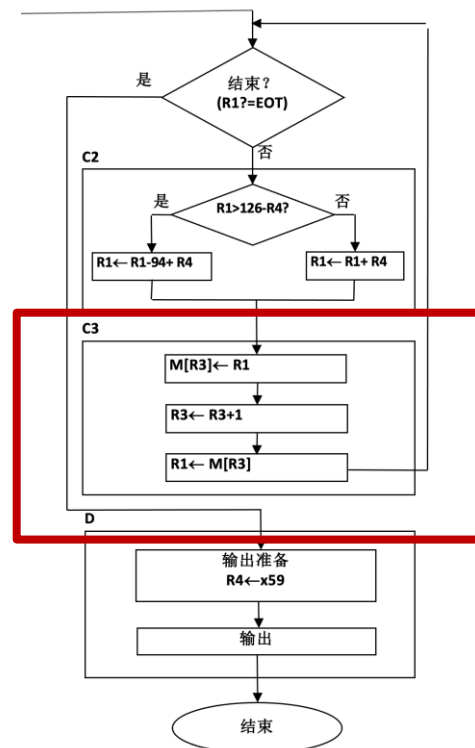 结束?
(R1?=EOT)
是
否
C2
R1>126-R4?
是
否
R1← R1-94+ R4
R1← R1+ R4
C3
M[R3]← R1
R3← R3+1
R1← M[R3]
D
输出准备
R4←x59
输出
结束